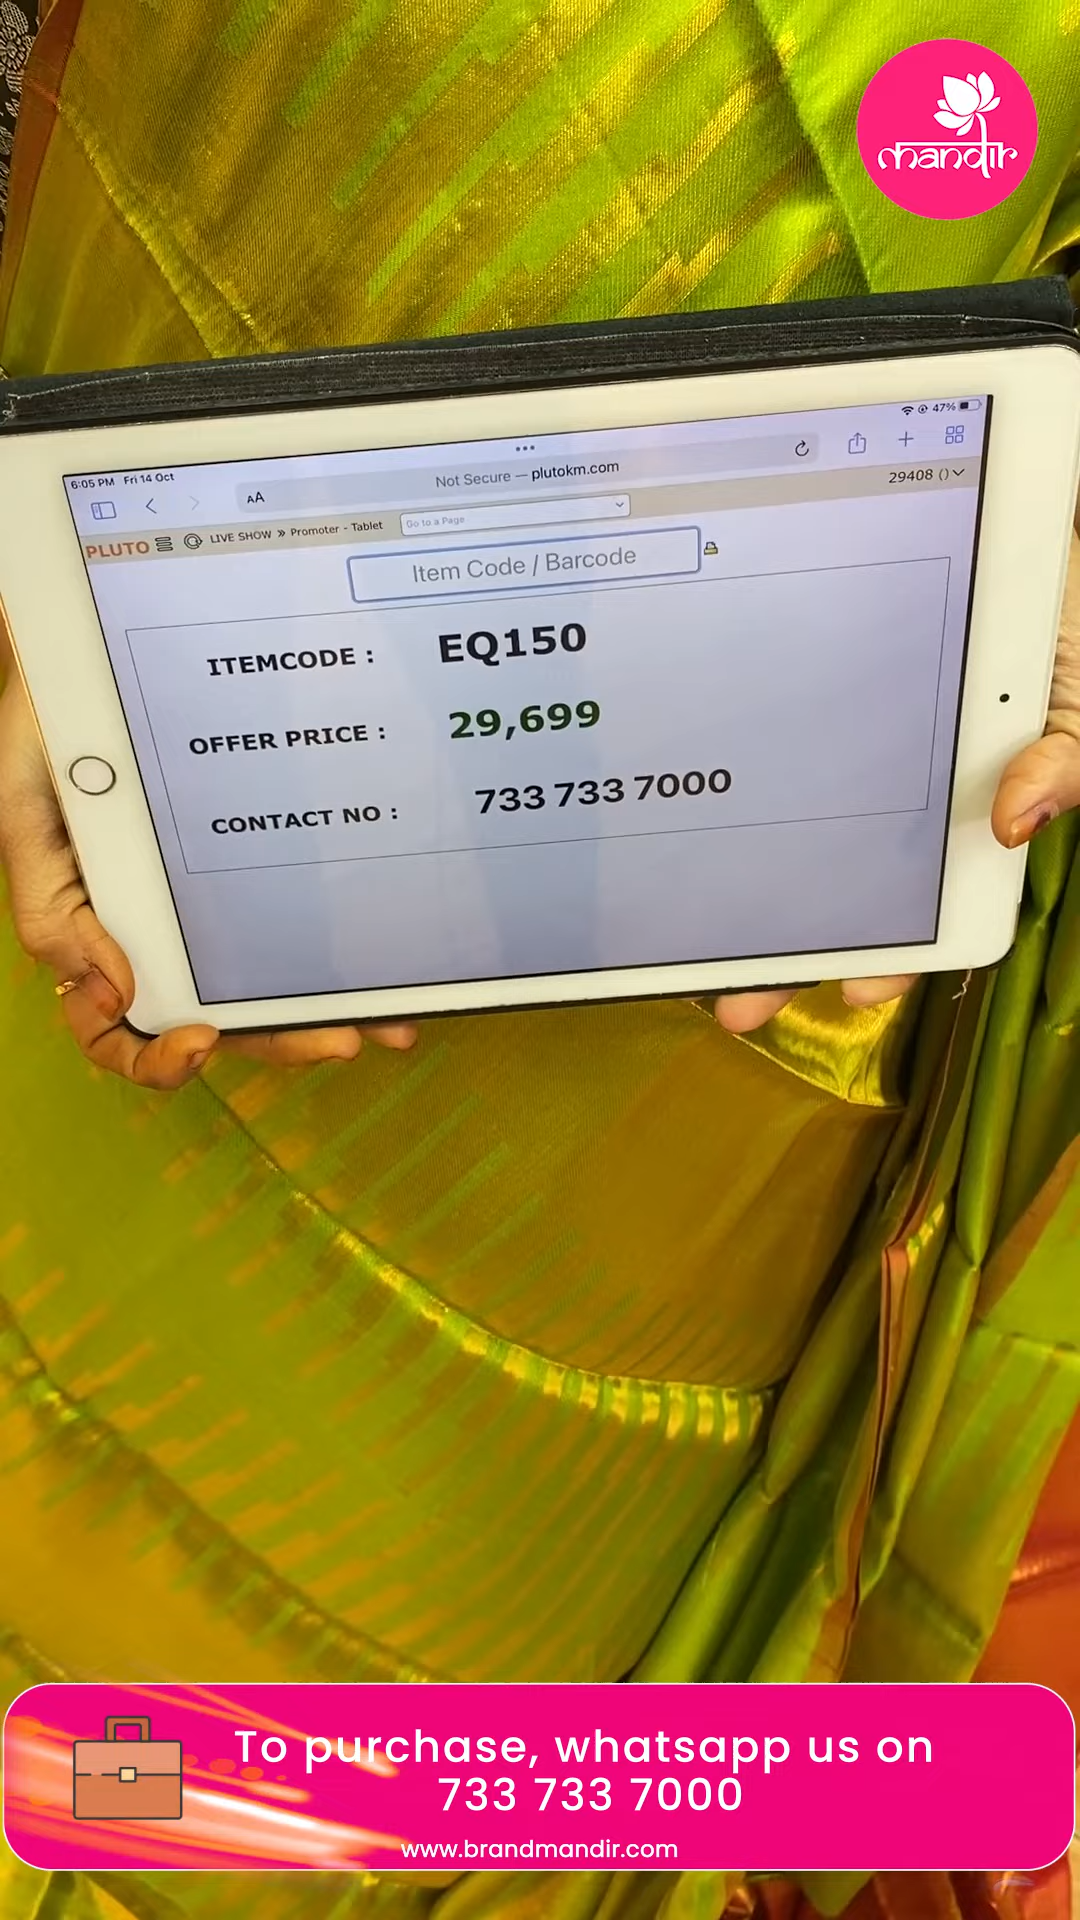 mandir
6:05 PM Fri 14 Oct
47%
AA
Not Secure — plutokm.com
PLUTO
LIVE SHOW » Promoter - Tablet
Go to a Page
29408 ()
Item Code / Barcode
ITEMCODE : EQ150
OFFER PRICE : 29,699
CONTACT NO : 733 733 7000
To purchase, whatsapp us on
733 733 7000
www.brandmandir.com